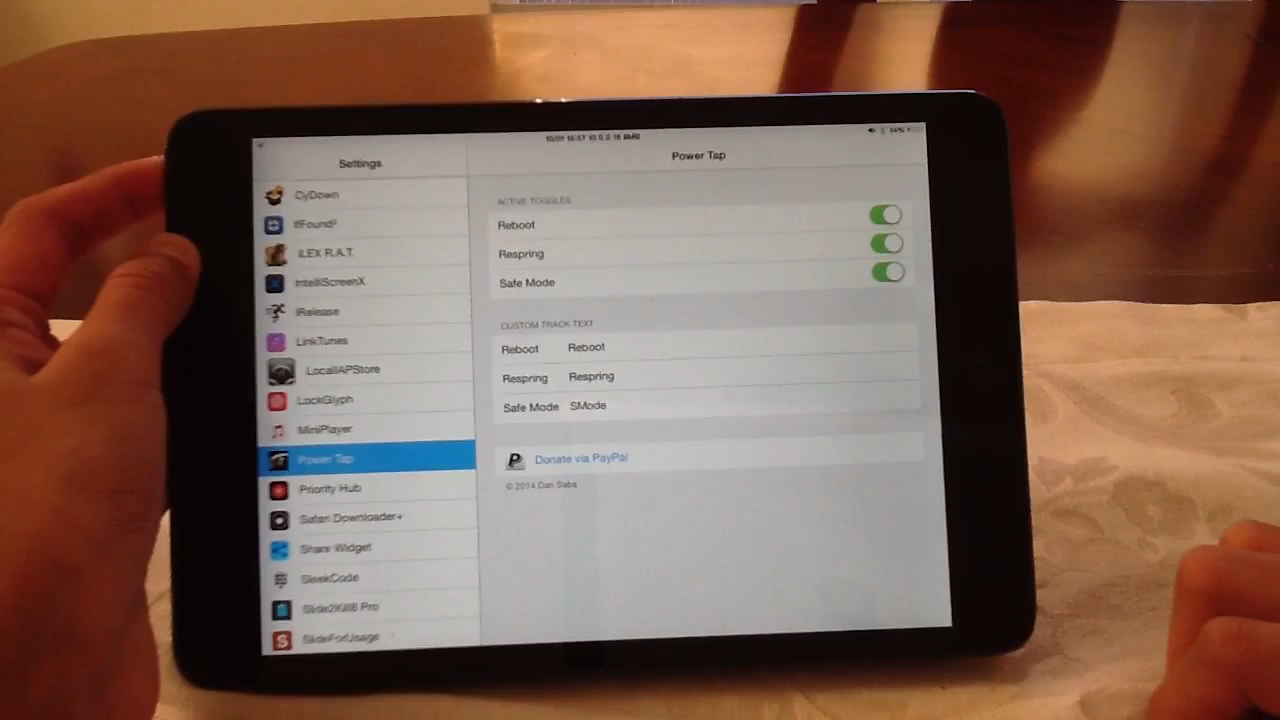 Settings
CyDown
IfFound²
iLEX R.A.T.
IntelliScreenX
iRelease
LinkTunes
LocalIAPStore
LockGlyph
MiniPlayer
Power Tap
Priority Hub
Safari Downloader+
Share Widget
SleekCode
Slide2Kill8 Pro
SlideForUsage
Power Tap
ACTIVE TOGGLES
Reboot
Respring
Safe Mode
CUSTOM TRACK TEXT
Reboot Reboot
Respring Respring
Safe Mode SMode
Donate via PayPal
© 2014 Dan Saba